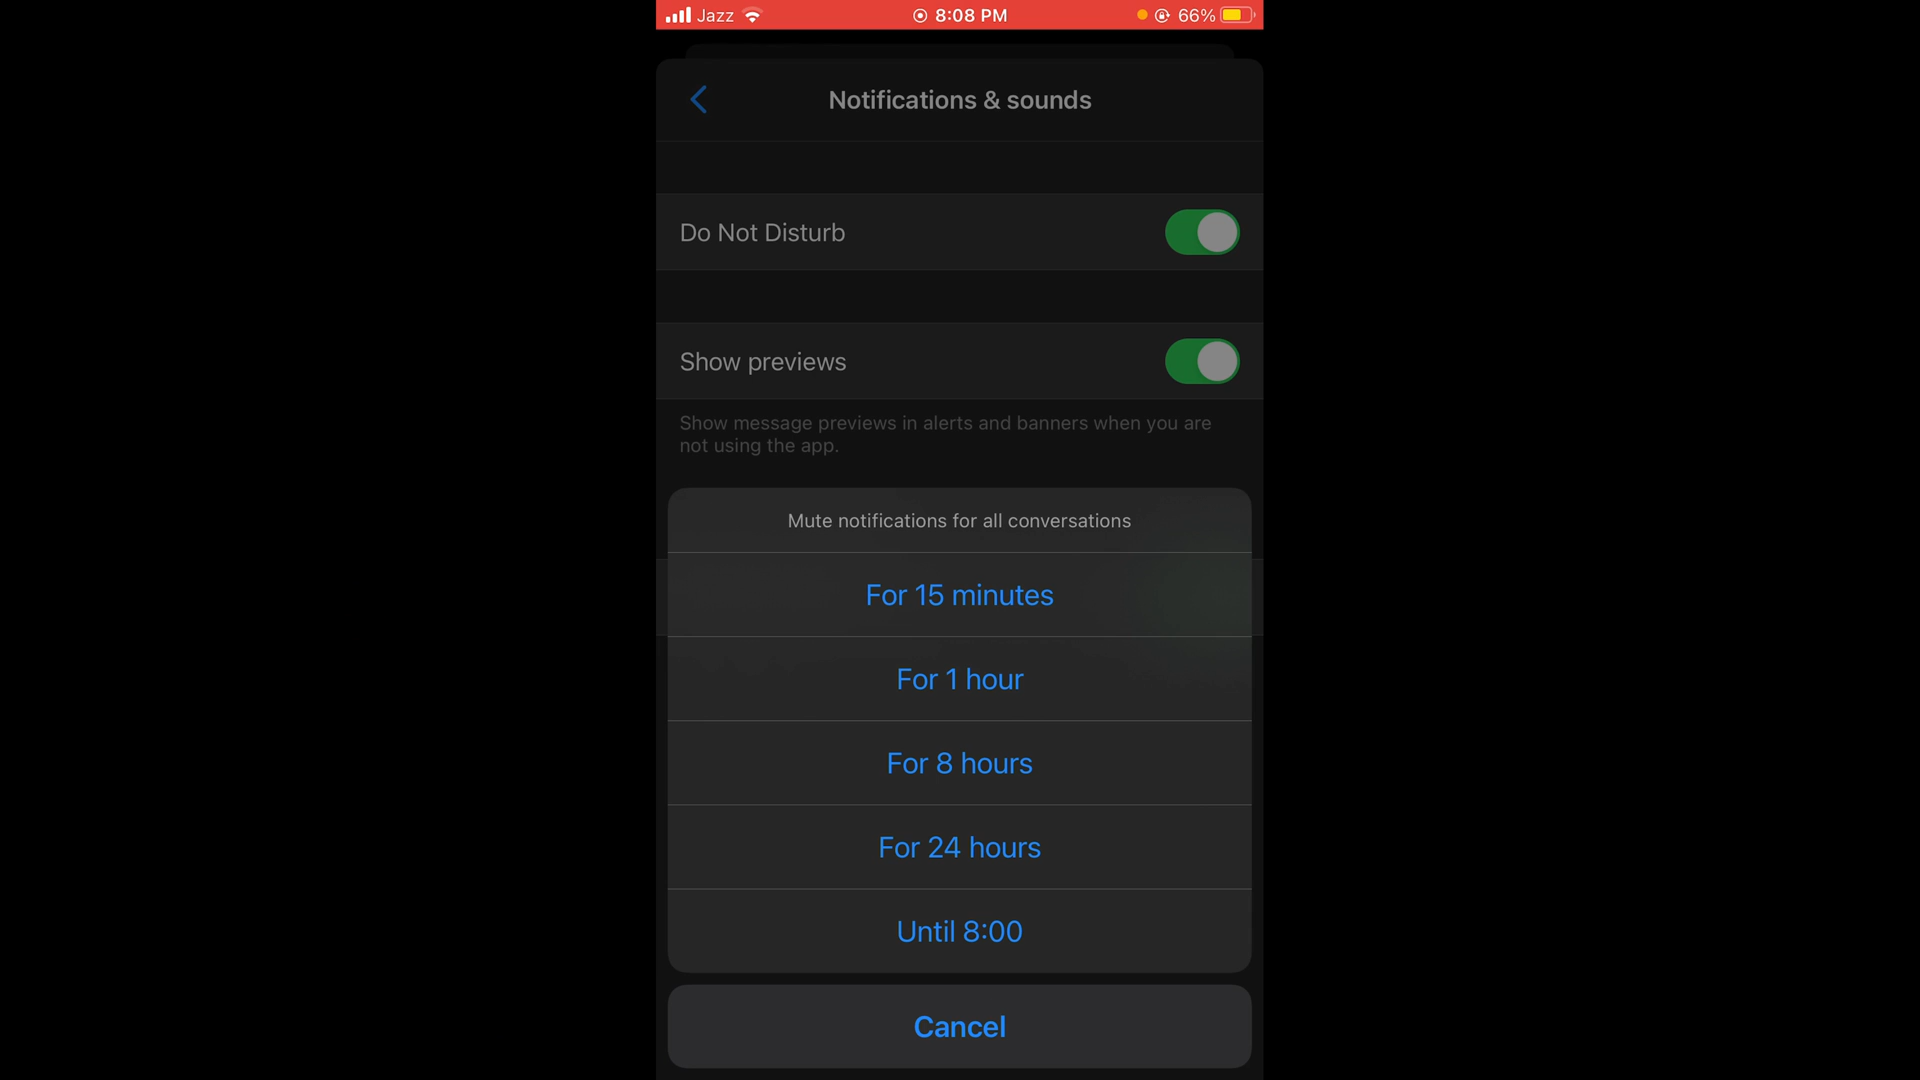 Jazz 8:08 PM 66%
Notifications & sounds
Do Not Disturb
Show previews
Show message previews in alerts and banners when you are
not using the app.
Mute notifications for all conversations
For 15 minutes
For 1 hour
For 8 hours
For 24 hours
Until 8:00
Cancel